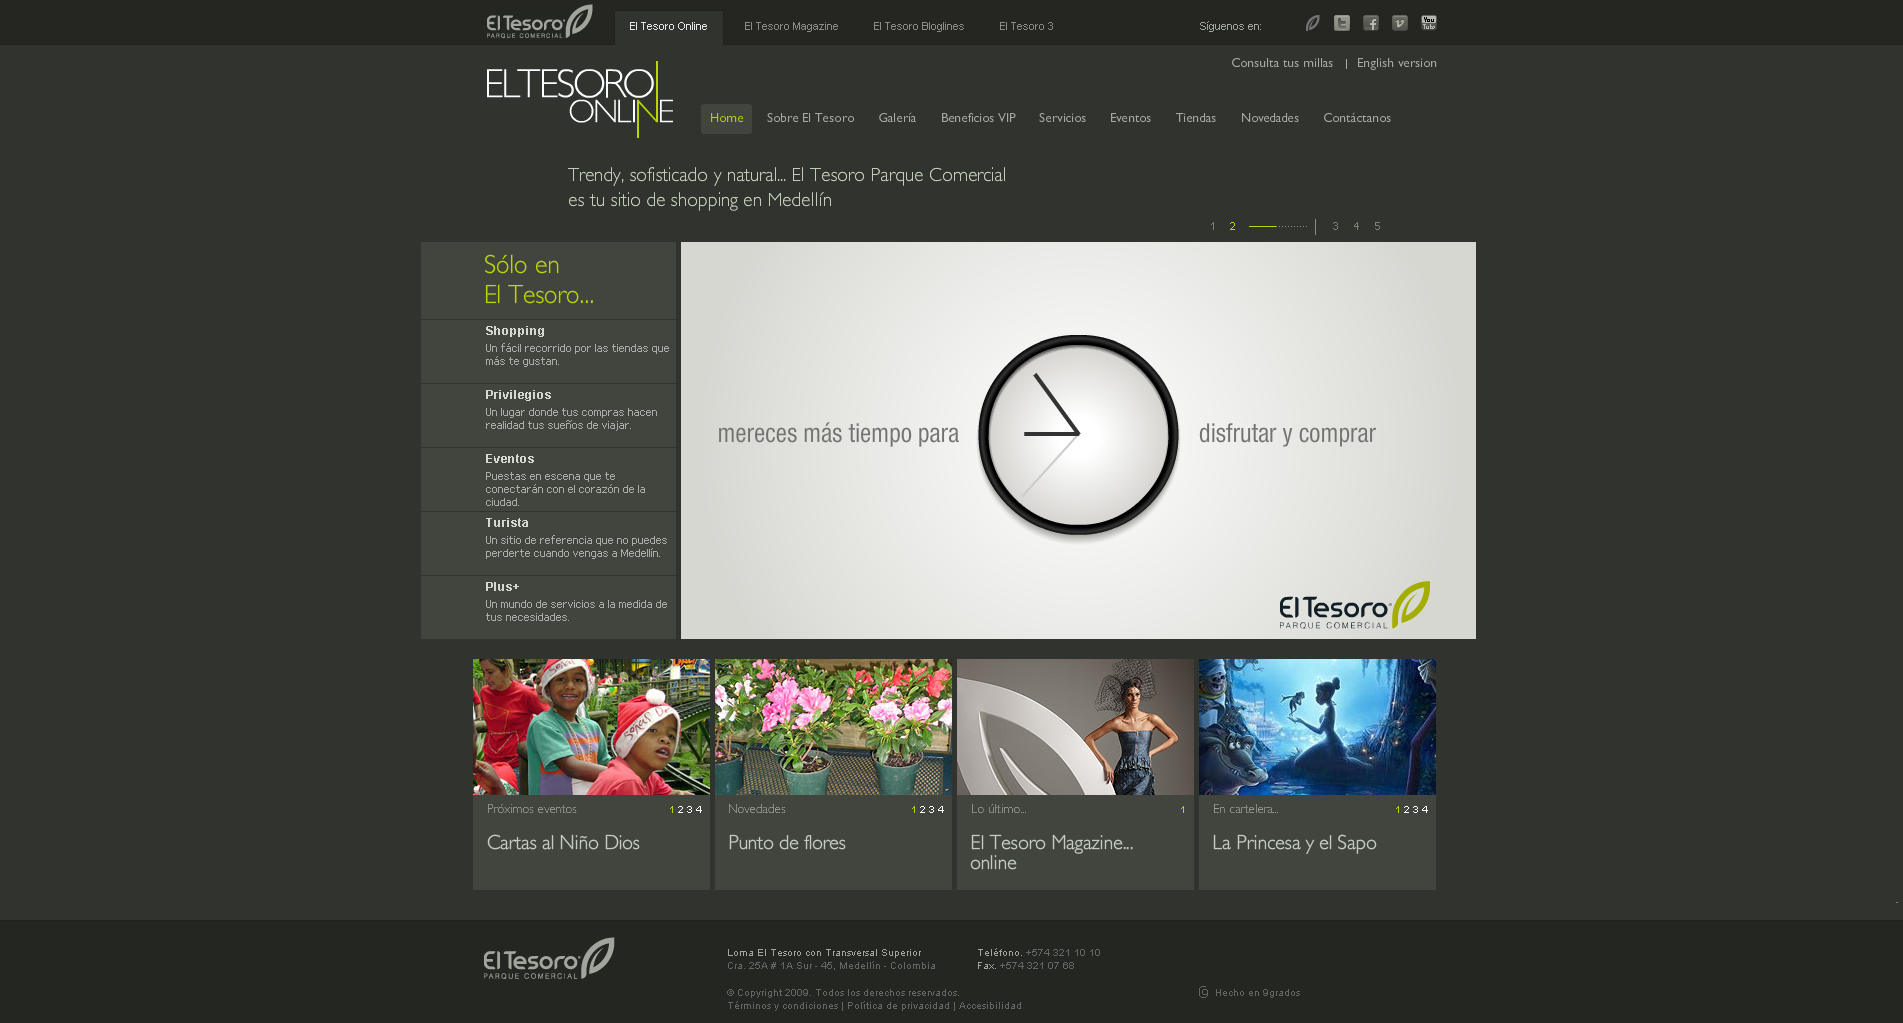 El Tesoro
PARQUE COMERCIAL
El Tesoro Online
El Tesoro Magazine
El Tesoro Bloglines
El Tesoro 3
Síguenos en:
You
Tube
Consulta tus millas | English version
ELTESORO
ONLINE
Home
Sobre El Tesoro
Galería
Beneficios VIP
Servicios
Eventos
Tiendas
Novedades
Contáctanos
Trendy, sofisticado y natural... El Tesoro Parque Comercial
es tu sitio de shopping en Medellín
1 2 3 4 5
Sólo en
El Tesoro...
Shopping
Un fácil recorrido por las tiendas que
más te gustan.
Privilegios
Un lugar donde tus compras hacen
realidad tus sueños de viajar.
Eventos
Puestas en escena que te
conectarán con el corazón de la
ciudad.
Turista
Un sitio de referencia que no puedes
perderte cuando vengas a Medellín.
Plus+
Un mundo de servicios a la medida de
tus necesidades.
mereces más tiempo para
disfrutar y comprar
El Tesoro
PARQUE COMERCIAL
Próximos eventos
1 2 3 4
Cartas al Niño Dios
Novedades
1 2 3 4
Punto de flores
Lo último...
1
El Tesoro Magazine...
online
En cartelera...
1 2 3 4
La Princesa y el Sapo
El Tesoro
PARQUE COMERCIAL
Loma El Tesoro con Transversal Superior
Cra. 25A # 1A Sur - 45, Medellín - Colombia
Teléfono. +574 321 10 10
Fax. +574 321 07 68
© Copyright 2009. Todos los derechos reservados.
Términos y condiciones | Política de privacidad | Accesibilidad
Hecho en 9grados